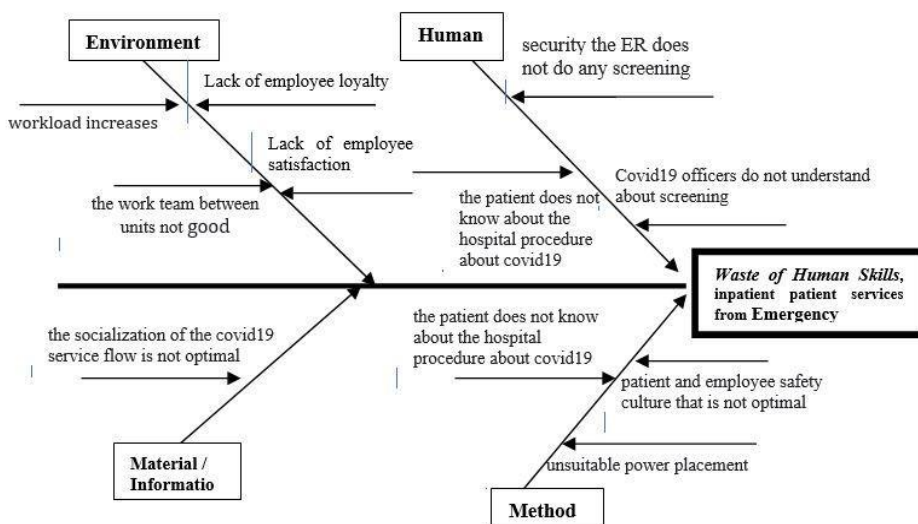 Environment
Lack of employee loyalty
workload increases
Lack of employee
satisfaction
the work team between
units not good
Human
security the ER does
not do any screening
the patient does not
know about the
hospital procedure
about covid19
Covid19 officers do not understand
about screening
Waste of Human Skills,
inpatient patient services
from Emergency
the socialization of the covid19
service flow is not optimal
Material /
Informatio
the patient does not know
about the hospital
procedure about covid19
patient and employee safety
culture that is not optimal
unsuitable power placement
Method